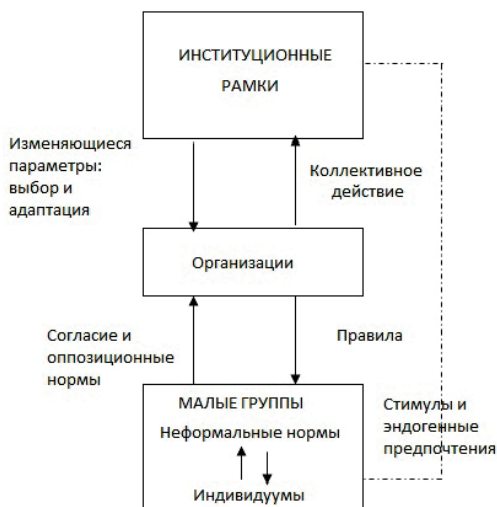 ИНСТИТУЦИОННЫЕ
РАМКИ
Изменяющиеся
параметры:
выбор и
адаптация
Коллективное
действие
Организации
Согласие и
оппозиционные
нормы
Правила
МАЛЫЕ ГРУППЫ
Неформальные нормы
Индивидуумы
Стимулы и
эндогенные
предпочтения